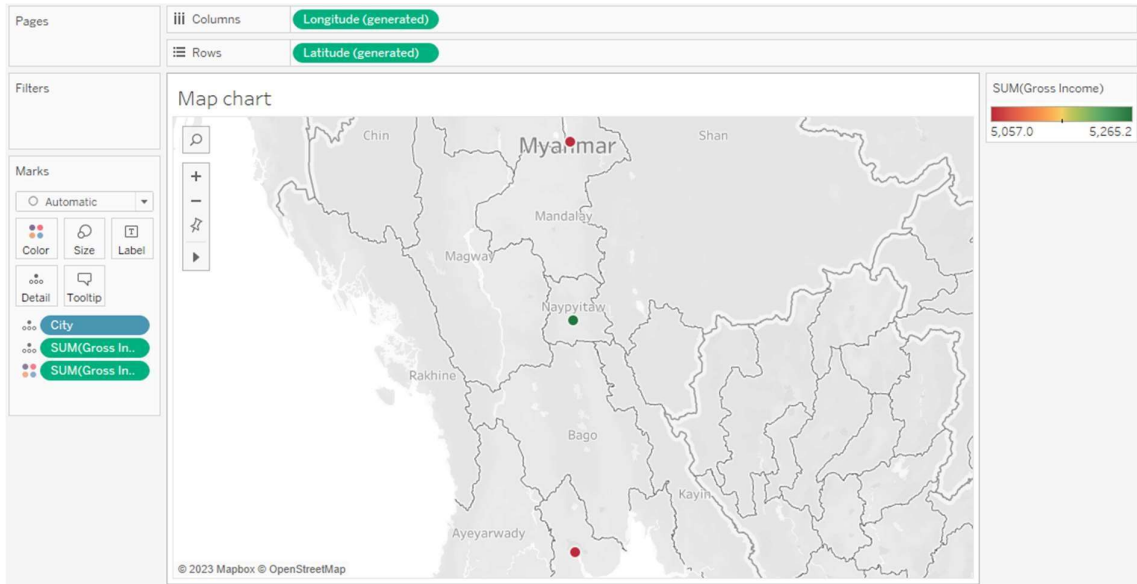 Pages
Columns
Longitude (generated)
Rows
Latitude (generated)
Filters
Marks
Automatic
Color
Size
Label
Detail
Tooltip
City
SUM(Gross In..
SUM(Gross In..
Map chart
Chin
Myanmar
Shan
Mandalay
Magway
Naypyitaw
Rakhine
Bago
Kayin
Ayeyarwady
© 2023 Mapbox © OpenStreetMap
SUM(Gross Income)
5,057.0 5,265.2